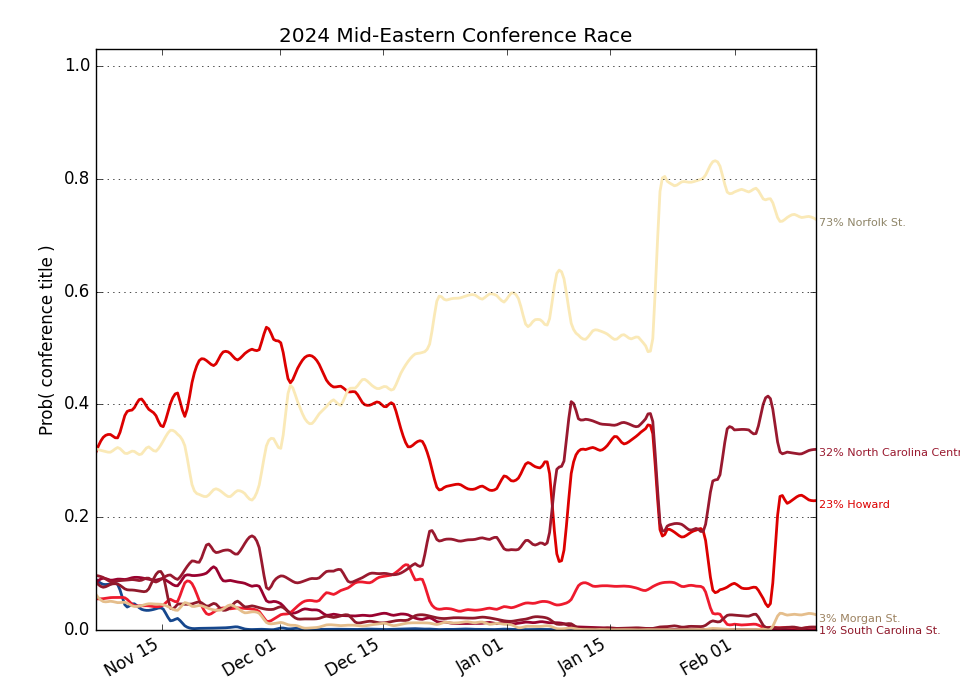 2024 Mid-Eastern Conference Race
1.0
0.8
0.6
0.4
0.2
0.0
Prob( conference title )
73% Norfolk St.
32% North Carolina Centr
23% Howard
3% Morgan St.
1% South Carolina St.
Nov 15
Dec 01
Dec 15
Jan 01
Jan 15
Feb 01